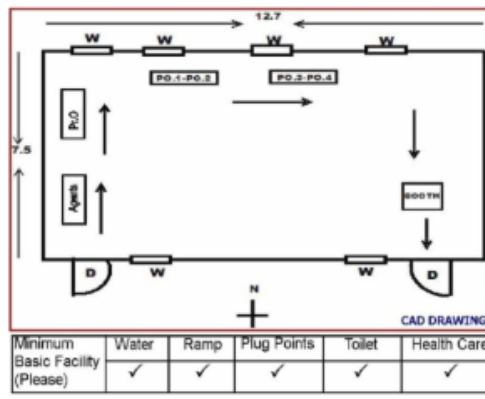 12.7
W W W W
PO.1-PO.2 PO.3-PO.4
Pr.O
7.5
Agents
BOOTH
D W W D
N
CAD DRAWING
Minimum Basic Facility (Please) Water Ramp Plug Points Toilet Health Care
✓ ✓ ✓ ✓ ✓